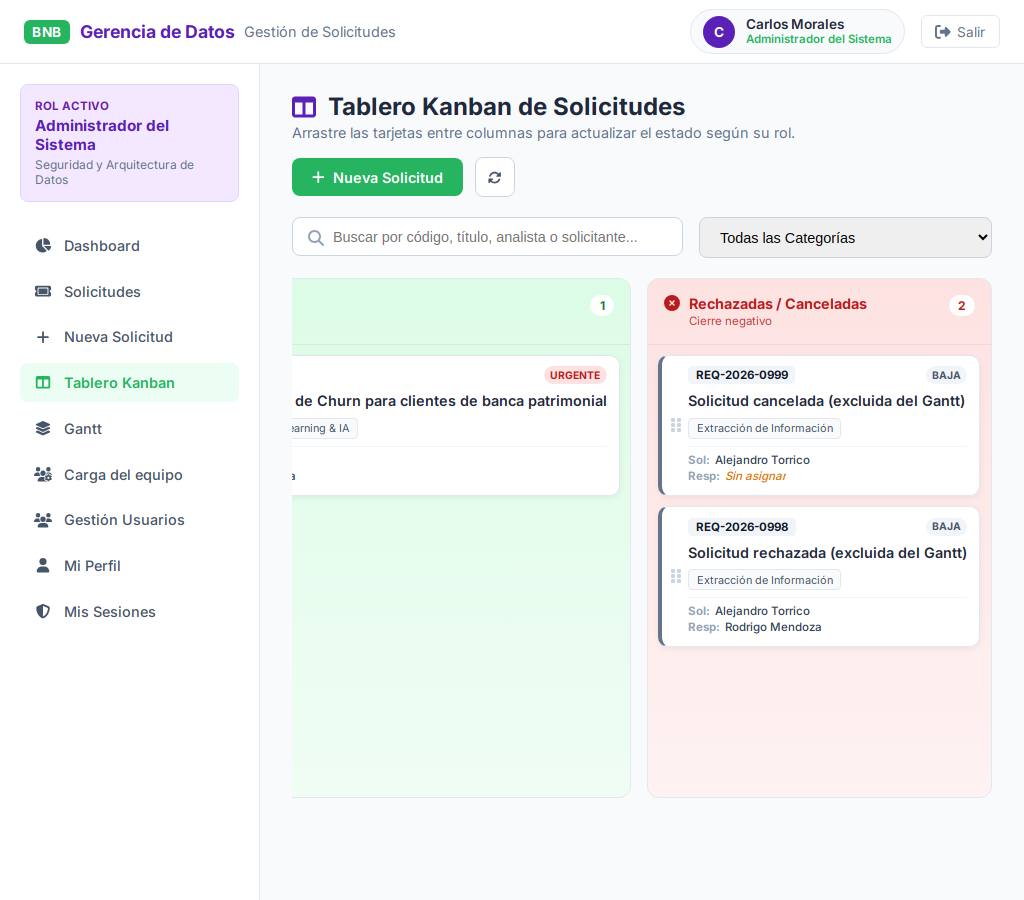 BNB Gerencia de Datos Gestión de Solicitudes
C
Carlos Morales
Administrador del Sistema
Salir
ROL ACTIVO
Administrador del
Sistema
Seguridad y Arquitectura de
Datos
Dashboard
Solicitudes
Nueva Solicitud
Tablero Kanban
Gantt
Carga del equipo
Gestión Usuarios
Mi Perfil
Mis Sesiones
Tablero Kanban de Solicitudes
Arrastre las tarjetas entre columnas para actualizar el estado según su rol.
Nueva Solicitud
Buscar por código, título, analista o solicitante...
Todas las Categorías
1
URGENTE
de Churn para clientes de banca patrimonial
earning & IA
a
Rechazadas / Canceladas
2
Cierre negativo
REQ-2026-0999
BAJA
Solicitud cancelada (excluida del Gantt)
Extracción de Información
Sol: Alejandro Torrico
Resp: Sin asignar
REQ-2026-0998
BAJA
Solicitud rechazada (excluida del Gantt)
Extracción de Información
Sol: Alejandro Torrico
Resp: Rodrigo Mendoza